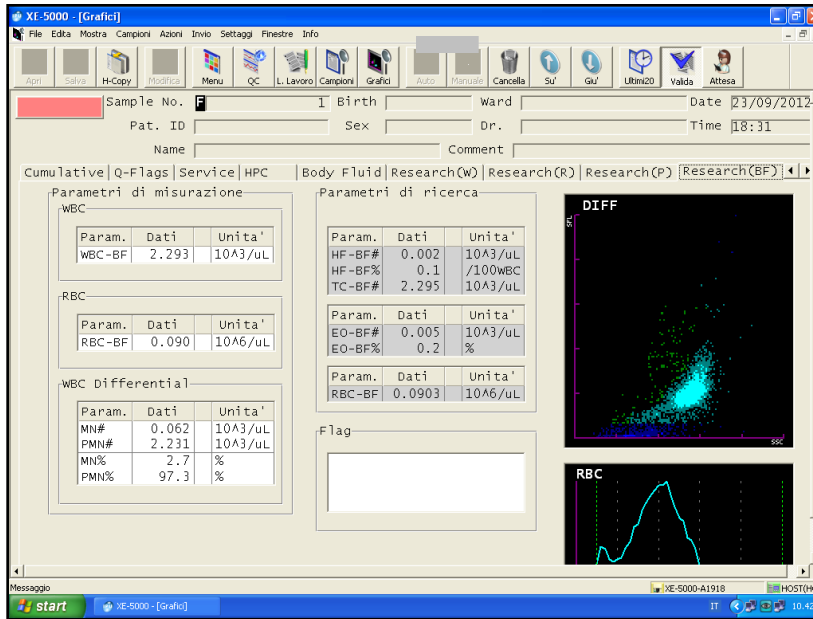 XE-5000 - [Grafici]
File Edita Mostra Campioni Azioni Invio Settaggi Finestre Info
Apri Salva H-Copy Modifica Menu QC L. Lavoro Campioni Grafici Auto Manuale Cancella Su' Giu' Ultimi20 Valida Attesa
Sample No. F 1 Birth Ward Date 23/09/2012
Pat. ID Sex Dr. Time 18:31
Name Comment
Cumulative Q-Flags Service HPC Body Fluid Research(W) Research(R) Research(P) Research(BF)
Parametri di misurazione
WBC
Param. Dati Unita'
WBC-BF 2.293 10^3/uL
RBC
Param. Dati Unita'
RBC-BF 0.090 10^6/uL
WBC Differential
Param. Dati Unita'
MN# 0.062 10^3/uL
PMN# 2.231 10^3/uL
MN% 2.7 %
PMN% 97.3 %
Parametri di ricerca
Param. Dati Unita'
HF-BF# 0.002 10^3/uL
HF-BF% 0.1 /100WBC
TC-BF# 2.295 10^3/uL
Param. Dati Unita'
EO-BF# 0.005 10^3/uL
EO-BF% 0.2 %
Param. Dati Unita'
RBC-BF 0.0903 10^6/uL
Flag
DIFF
SFL
SSC
RBC
Messaggio
XE-5000-A1918
start XE-5000 - [Grafici] IT